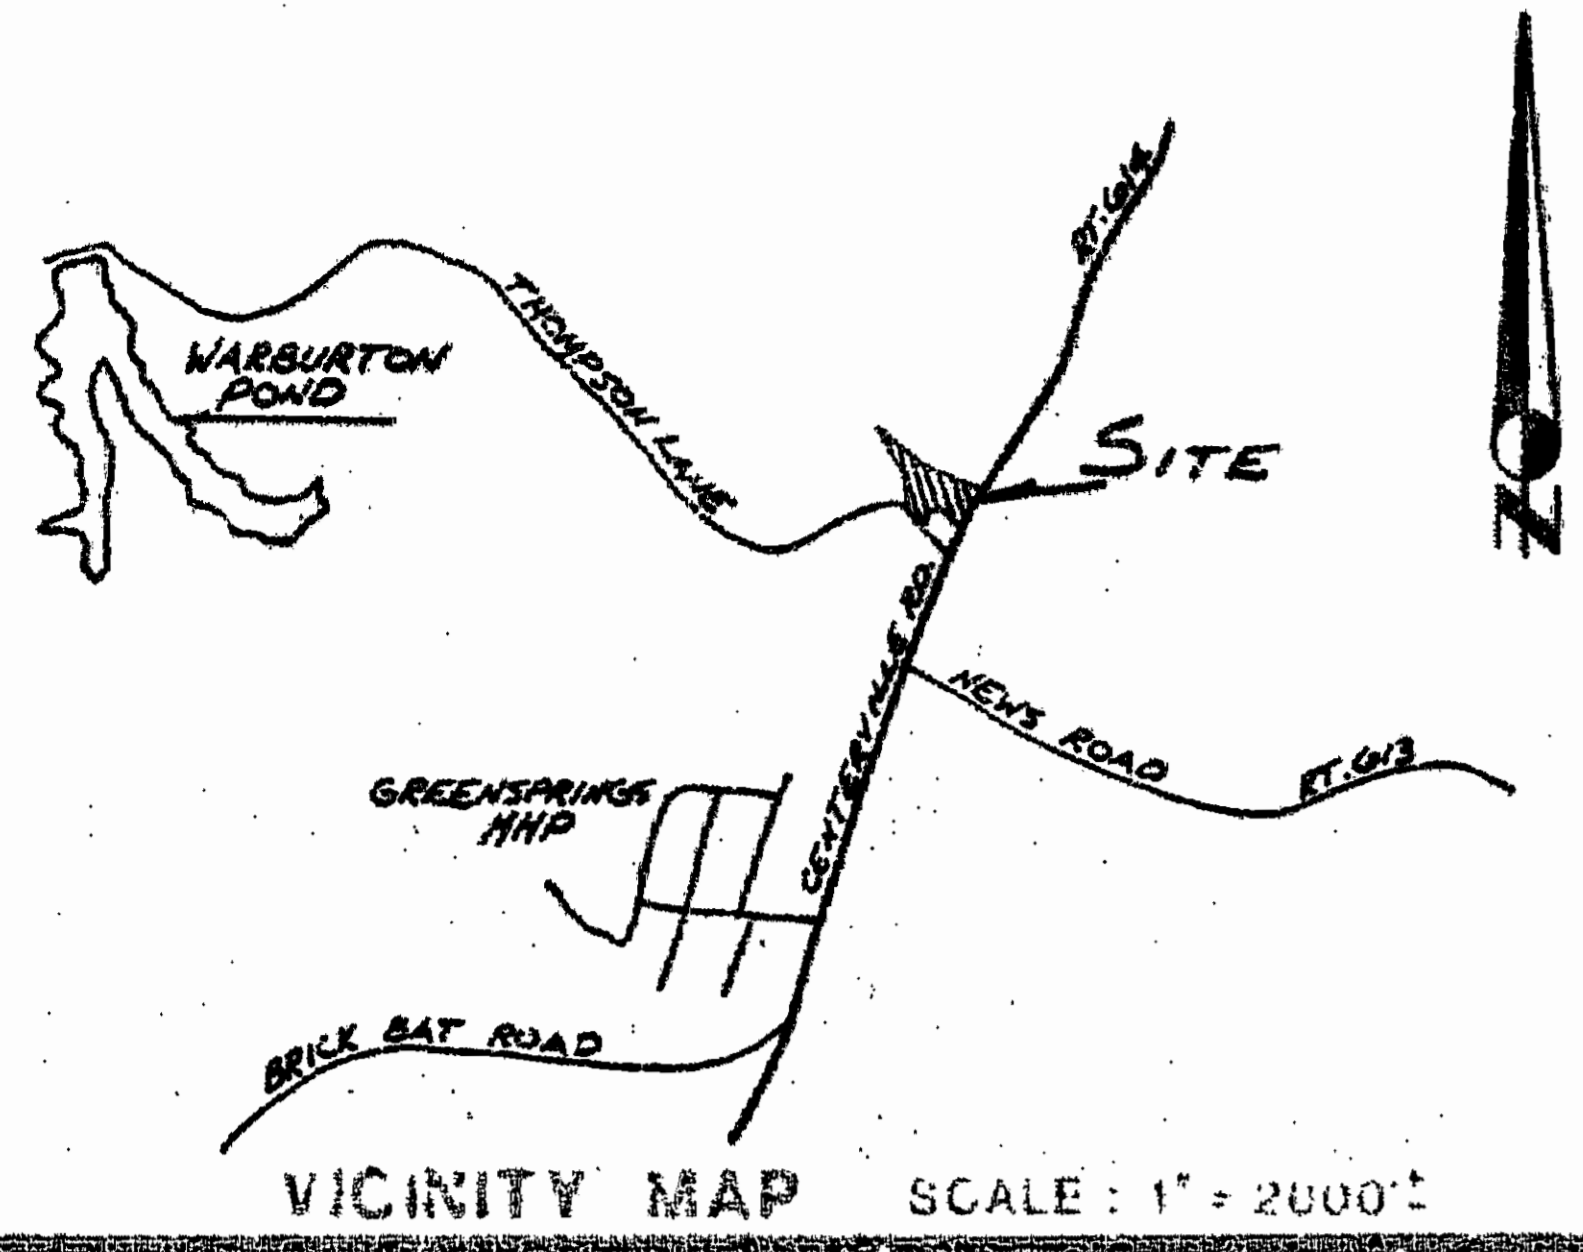 RT. 614
THOMPSON LANE
WARBURTON
POND
SITE
N
CENTERVILLE RD.
NEWS ROAD
RT. 613
GREENSPRINGS
MHP
BRICK BAT ROAD
VICINITY MAP
SCALE : 1" = 2000' ±